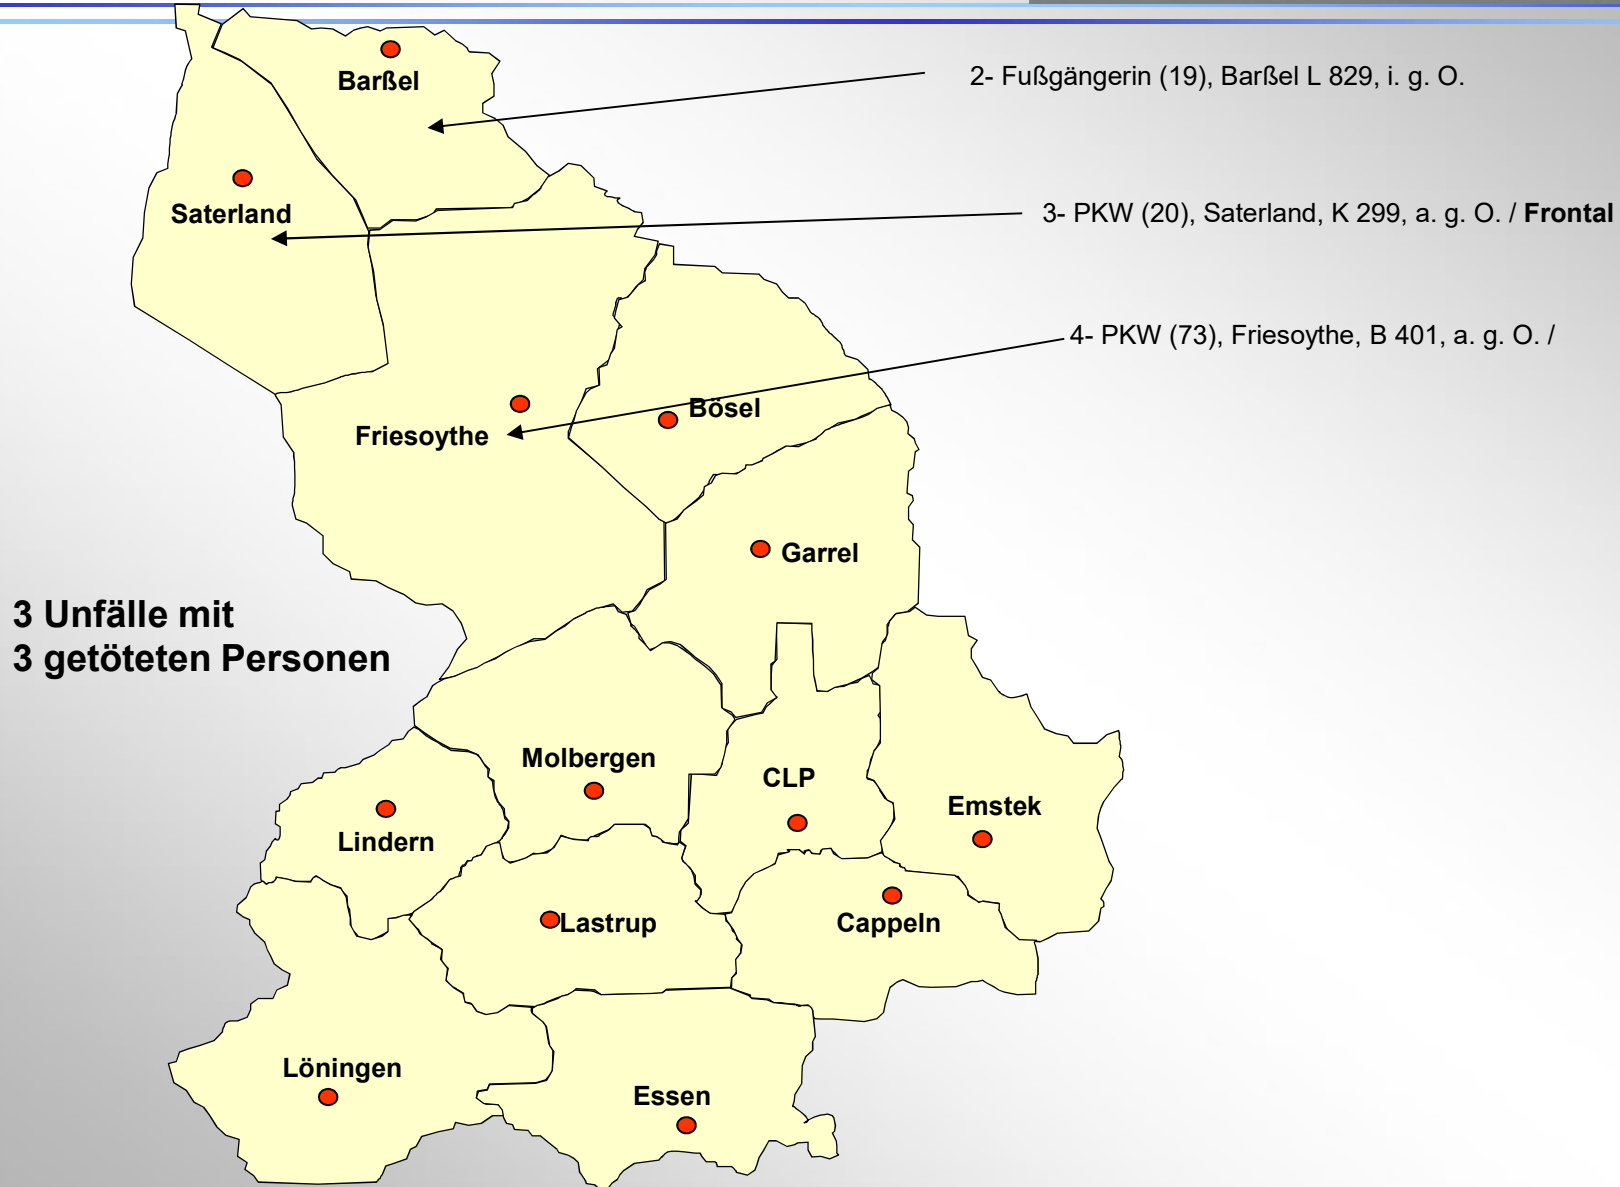 Barßel
2- Fußgängerin (19), Barßel L 829, i. g. O.
Saterland
3- PKW (20), Saterland, K 299, a. g. O. / Frontal
4- PKW (73), Friesoythe, B 401, a. g. O. /
Bösel
Friesoythe
Garrel
3 Unfälle mit
3 getöteten Personen
Molbergen
CLP
Emstek
Lindern
Lastrup
Cappeln
Löningen
Essen